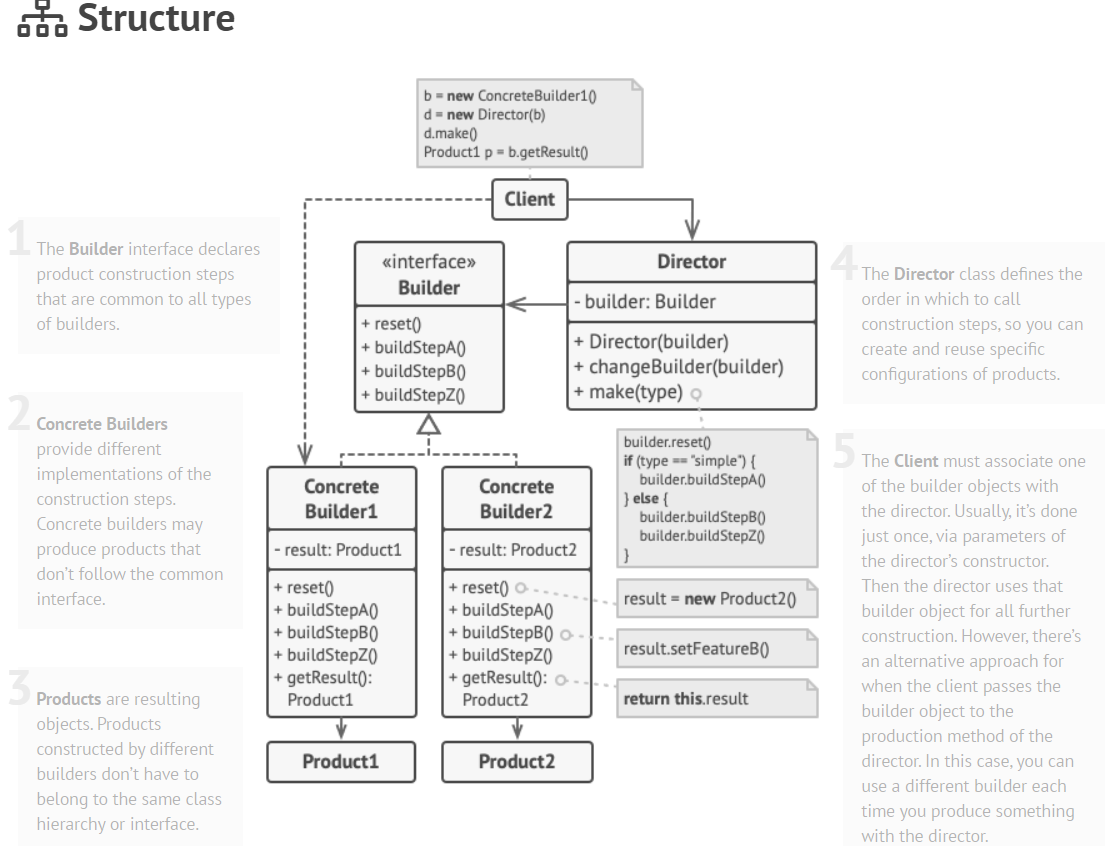 Structure
b = new ConcreteBuilder1()
d = new Director(b)
d.make()
Product1 p = b.getResult()
Client
1
The Builder interface declares
product construction steps
that are common to all types
of builders.
«interface»
Builder
+ reset()
+ buildStepA()
+ buildStepB()
+ buildStepZ()
Director
- builder: Builder
+ Director(builder)
+ changeBuilder(builder)
+ make(type)
4
The Director class defines the
order in which to call
construction steps, so you can
create and reuse specific
configurations of products.
2
Concrete Builders
provide different
implementations of the
construction steps.
Concrete builders may
produce products that
don't follow the common
interface.
builder.reset()
if (type == "simple") {
builder.buildStepA()
} else {
builder.buildStepB()
builder.buildStepZ()
}
Concrete
Builder1
- result: Product1
+ reset()
+ buildStepA()
+ buildStepB()
+ buildStepZ()
+ getResult():
Product1
Concrete
Builder2
- result: Product2
+ reset()
+ buildStepA()
+ buildStepB()
+ buildStepZ()
+ getResult():
Product2
result = new Product2()
result.setFeatureB()
return this.result
5
The Client must associate one
of the builder objects with
the director. Usually, it's done
just once, via parameters of
the director's constructor.
Then the director uses that
builder object for all further
construction. However, there's
an alternative approach for
when the client passes the
builder object to the
production method of the
director. In this case, you can
use a different builder each
time you produce something
with the director.
3
Products are resulting
objects. Products
constructed by different
builders don't have to
belong to the same class
hierarchy or interface.
Product1
Product2